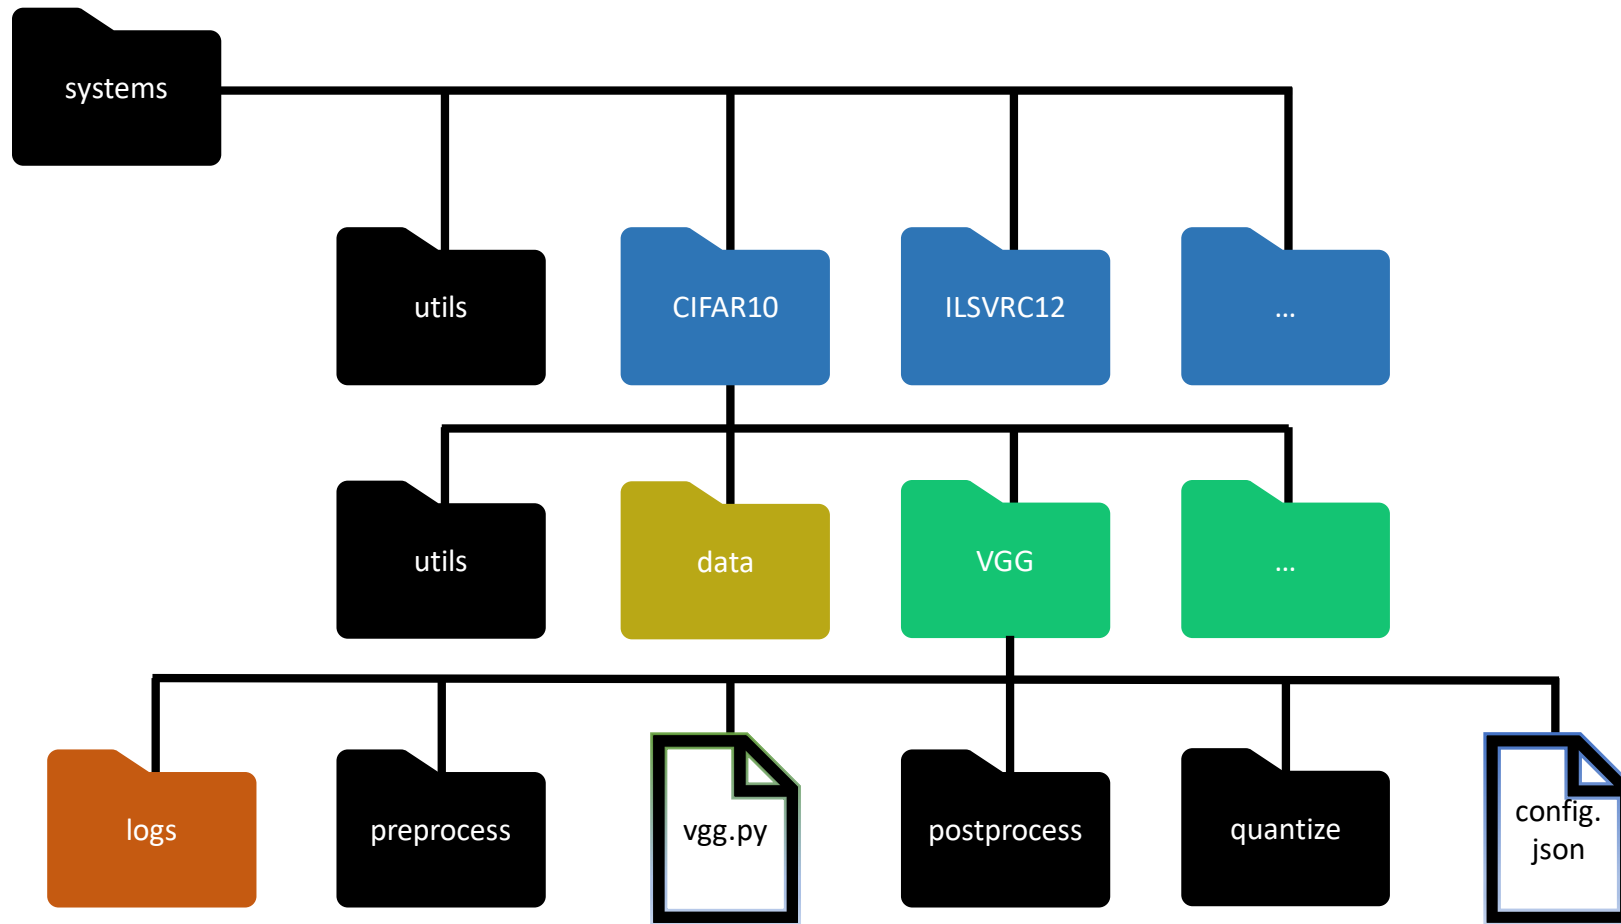 systems
utils
CIFAR10
ILSVRC12
...
utils
data
VGG
...
logs
preprocess
vgg.py
postprocess
quantize
config.
json